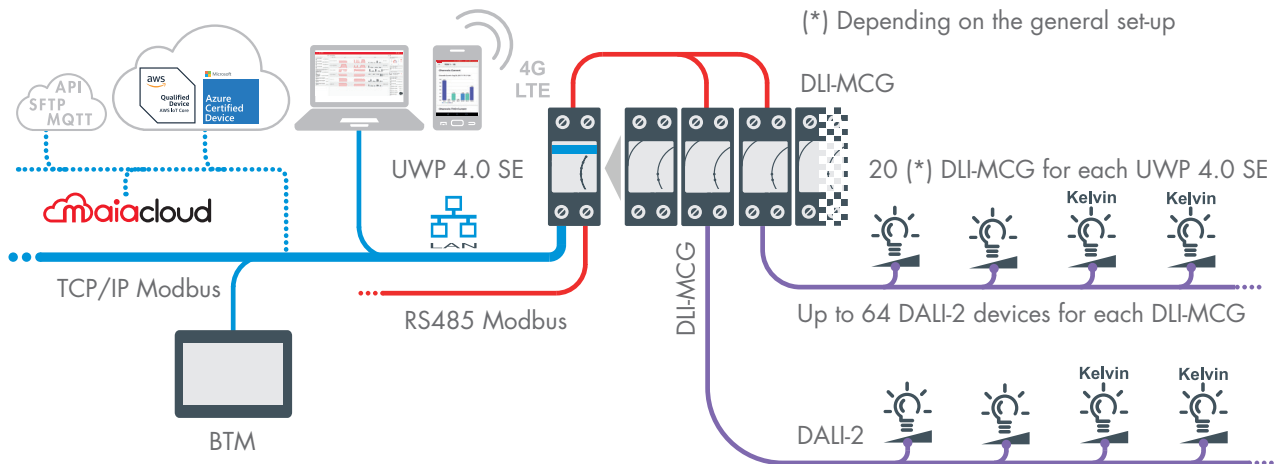 (*) Depending on the general set-up
API
SFTP
MQTT
aws
Qualified
Device
AWS IoT Core
Microsoft
Azure
Certified
Device
4G
LTE
DLI-MCG
UWP 4.0 SE
20 (*) DLI-MCG for each UWP 4.0 SE
maiacloud
LAN
Kelvin
Kelvin
TCP/IP Modbus
RS485 Modbus
DLI-MCG
Up to 64 DALI-2 devices for each DLI-MCG
Kelvin
Kelvin
BTM
DALI-2